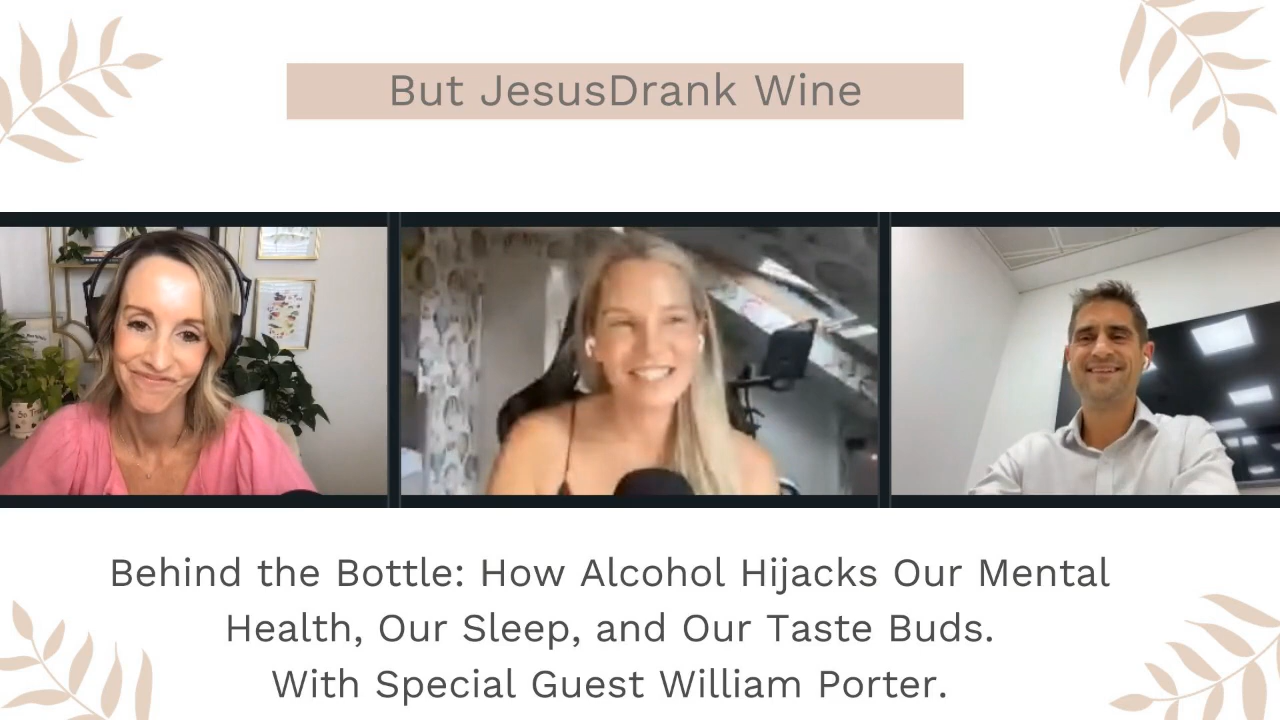 But JesusDrank Wine
Behind the Bottle: How Alcohol Hijacks Our Mental
Health, Our Sleep, and Our Taste Buds.
With Special Guest William Porter.